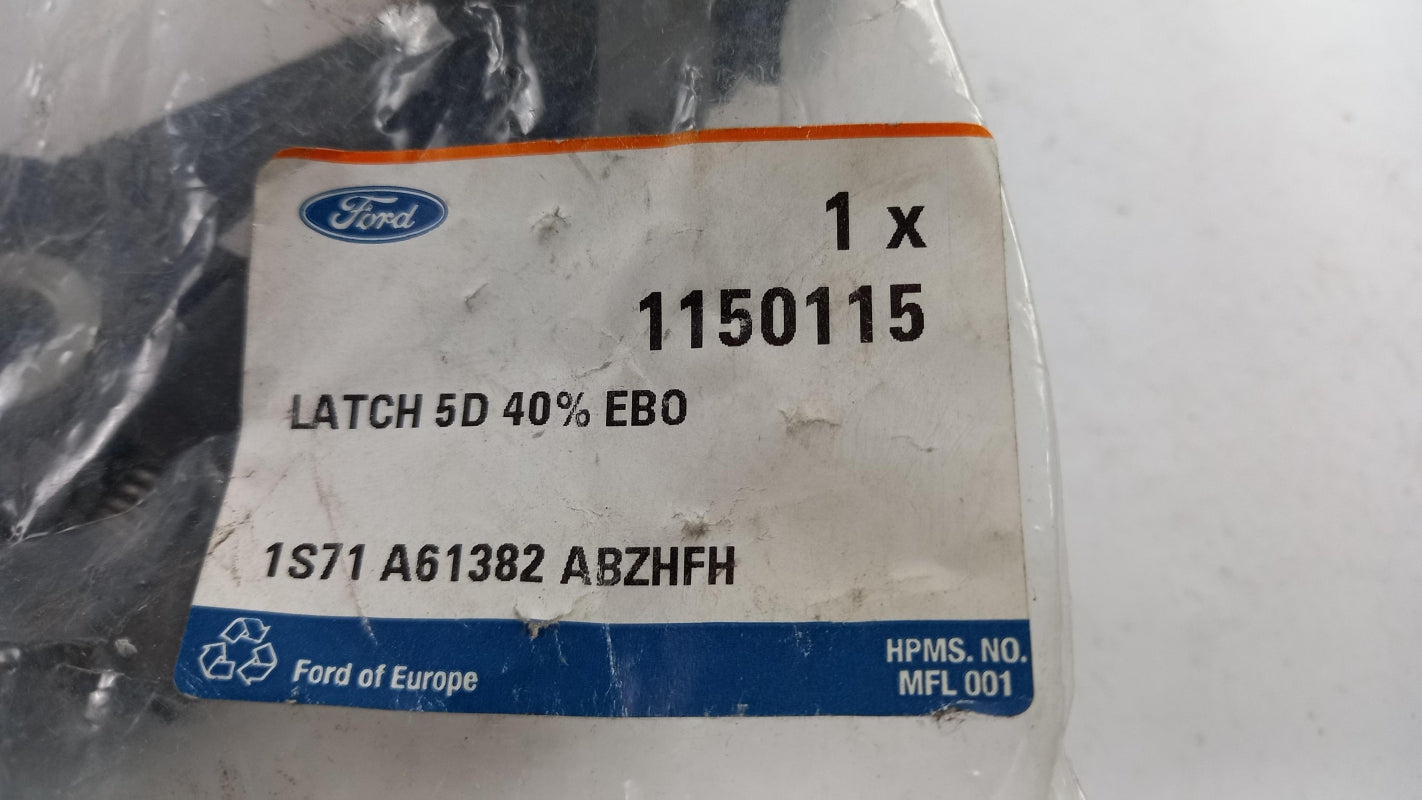 Ford
1 x
1150115
LATCH 5D 40% EBO
1S71 A61382 ABZHFH
Ford of Europe
HPMS. NO.
MFL 001